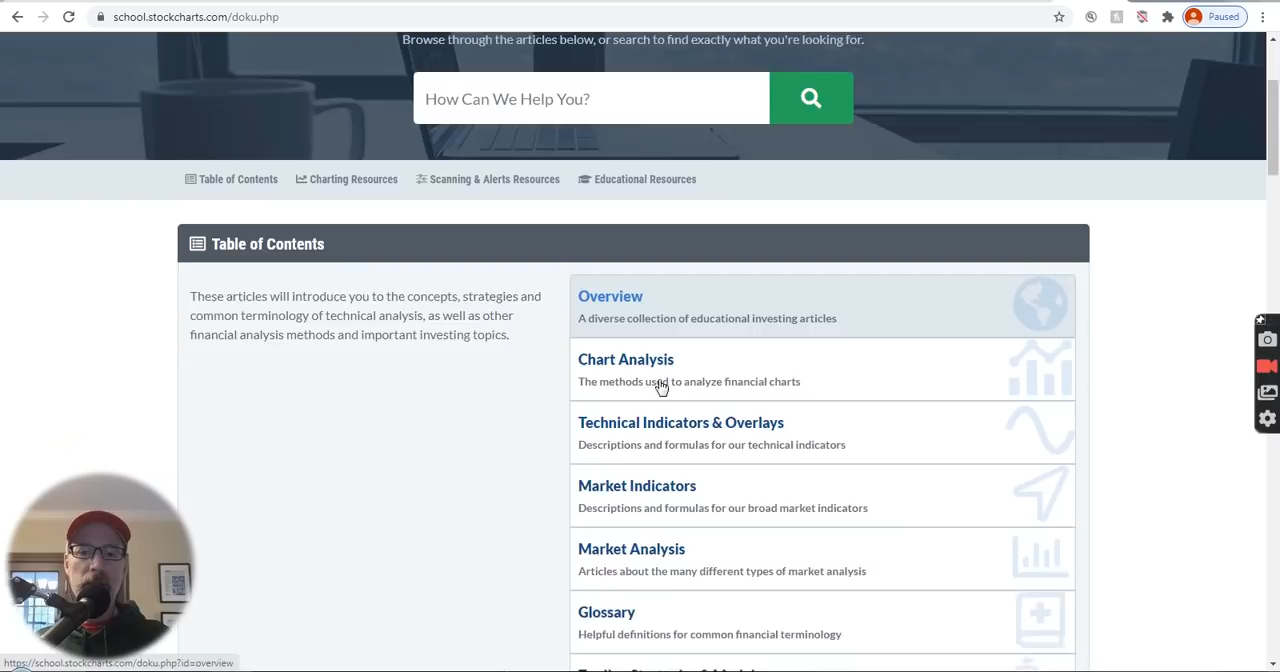 school.stockcharts.com/doku.php
Paused
Browse through the articles below, or search to find exactly what you're looking for.
How Can We Help You?
Table of Contents
Charting Resources
Scanning & Alerts Resources
Educational Resources
Table of Contents
These articles will introduce you to the concepts, strategies and
common terminology of technical analysis, as well as other
financial analysis methods and important investing topics.
Overview
A diverse collection of educational investing articles
Chart Analysis
The methods used to analyze financial charts
Technical Indicators & Overlays
Descriptions and formulas for our technical indicators
Market Indicators
Descriptions and formulas for our broad market indicators
Market Analysis
Articles about the many different types of market analysis
Glossary
Helpful definitions for common financial terminology
https://school.stockcharts.com/doku.php?id=overview